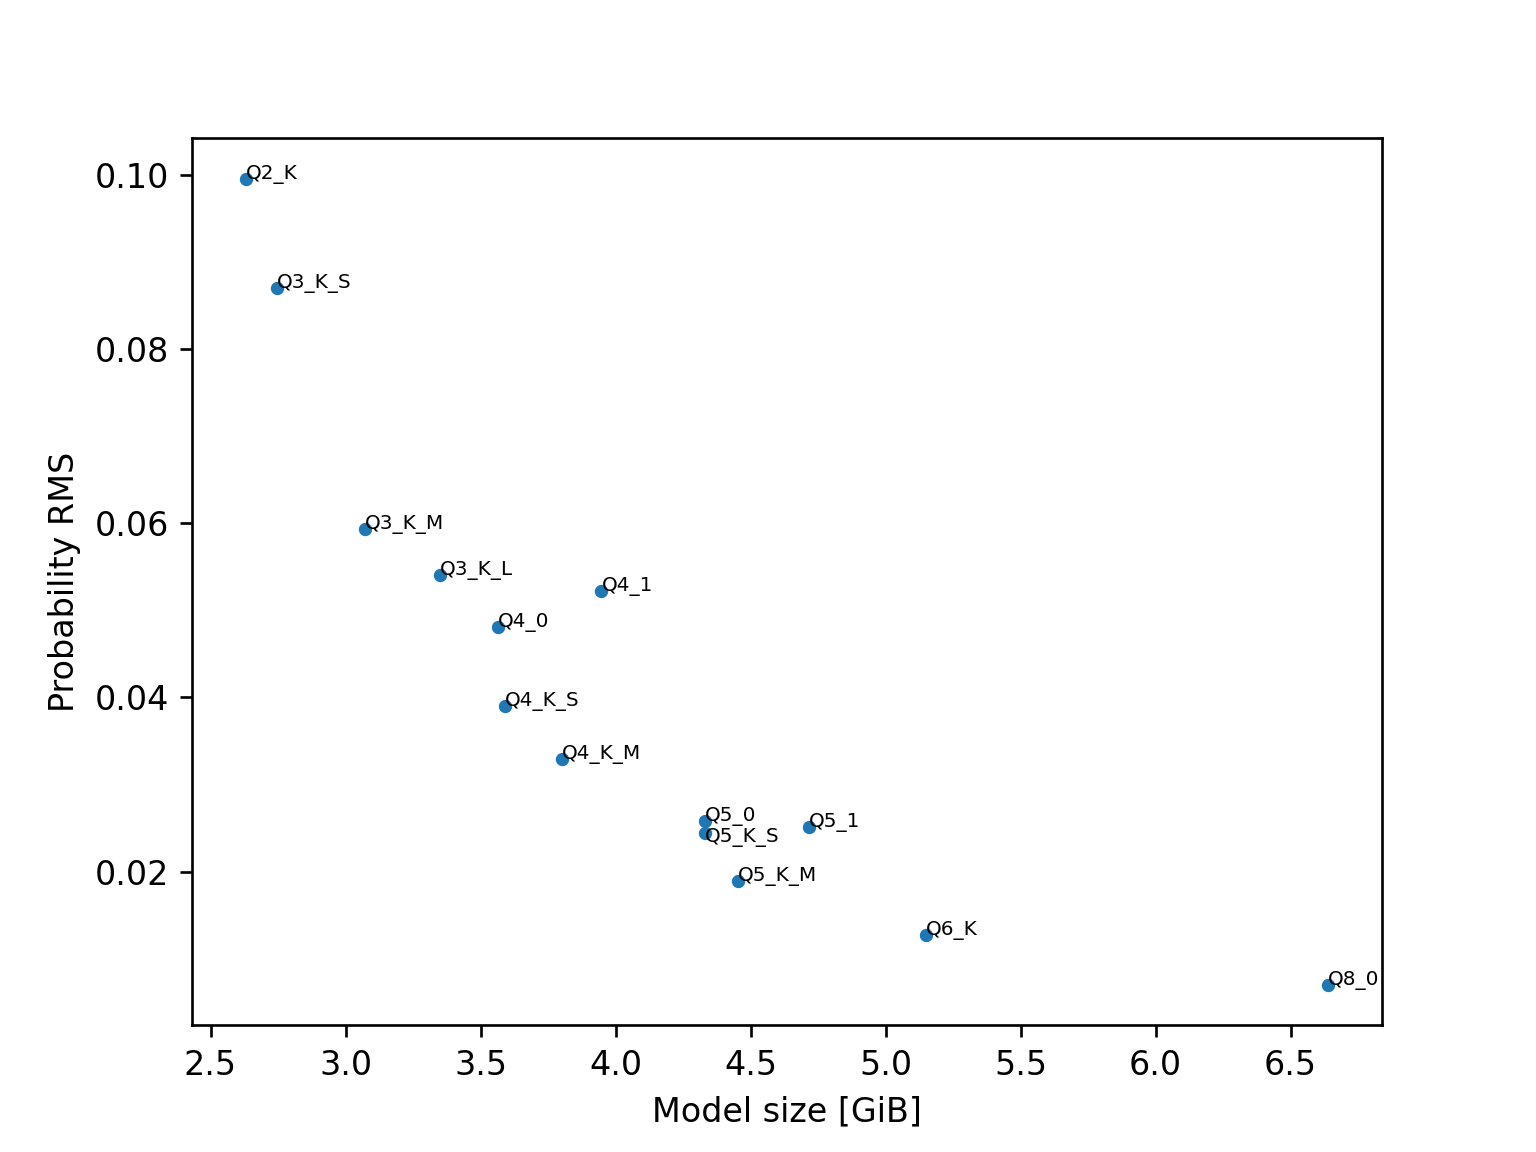 0.10
0.08
0.06
0.04
0.02
Probability RMS
Q2_K
Q3_K_S
Q3_K_M
Q3_K_L
Q4_1
Q4_0
Q4_K_S
Q4_K_M
Q5_0
Q5_1
Q5_K_S
Q5_K_M
Q6_K
Q8_0
2.5 3.0 3.5 4.0 4.5 5.0 5.5 6.0 6.5
Model size [GiB]